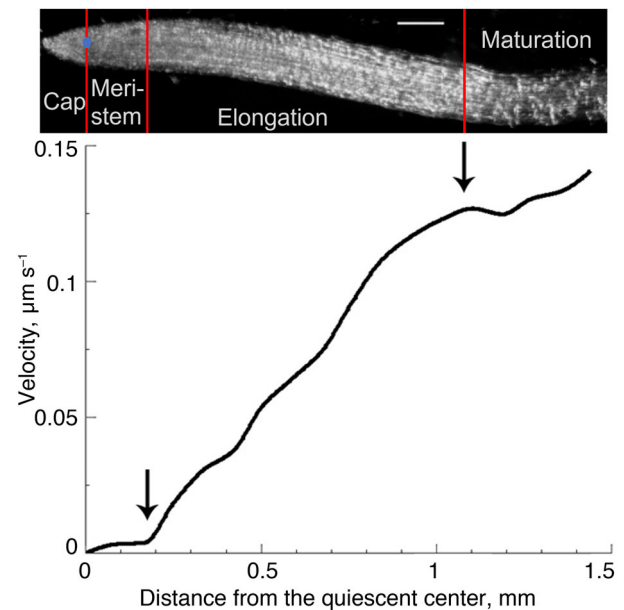 Maturation
Cap
Meri-
stem
Elongation
0.15
0.1
0.05
0
Velocity, µm s⁻¹
0
0.5
1
1.5
Distance from the quiescent center, mm